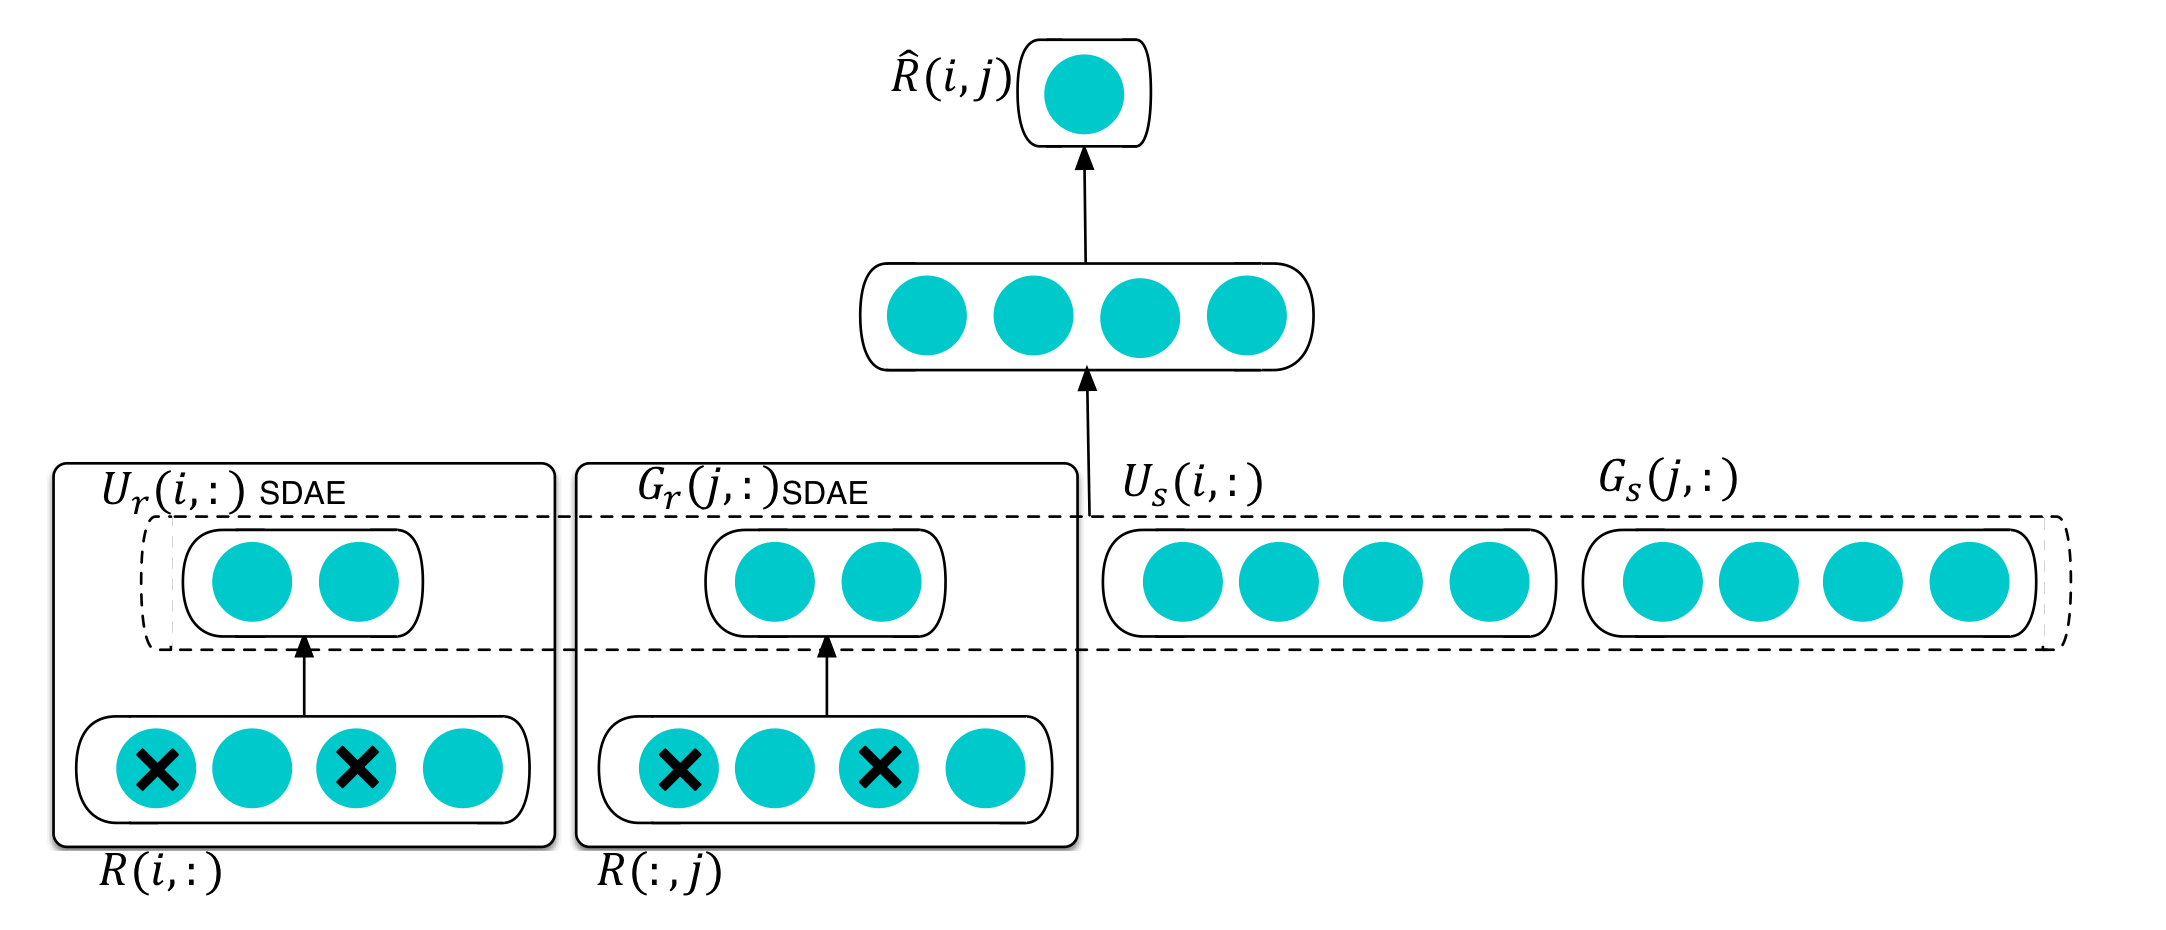 R̂(i,j)
U_r(i,:) SDAE
G_r(j,:) SDAE
U_s(i,:)
G_s(j,:)
R(i,:)
R(:,j)